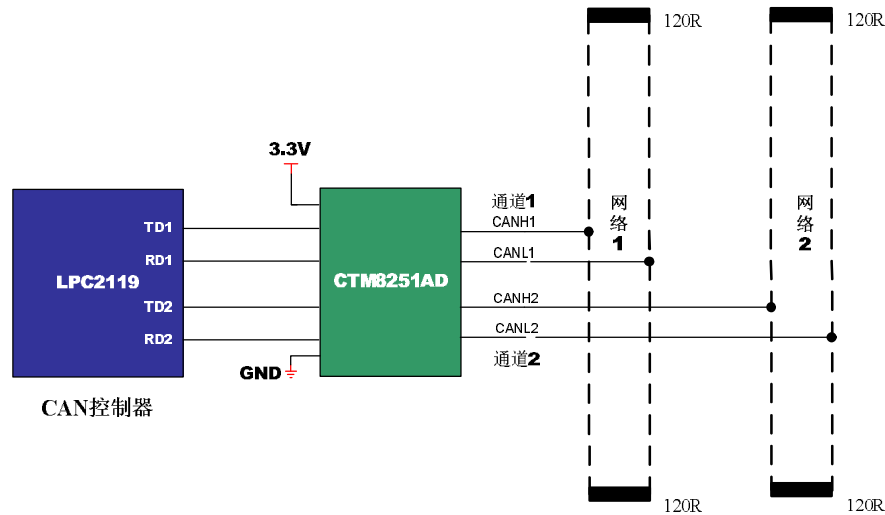 120R
120R
3.3V
通道1
CANH1
网络1
网络2
TD1
RD1
CANL1
LPC2119
CTM8251AD
TD2
CANH2
RD2
CANL2
通道2
GND
CAN控制器
120R
120R